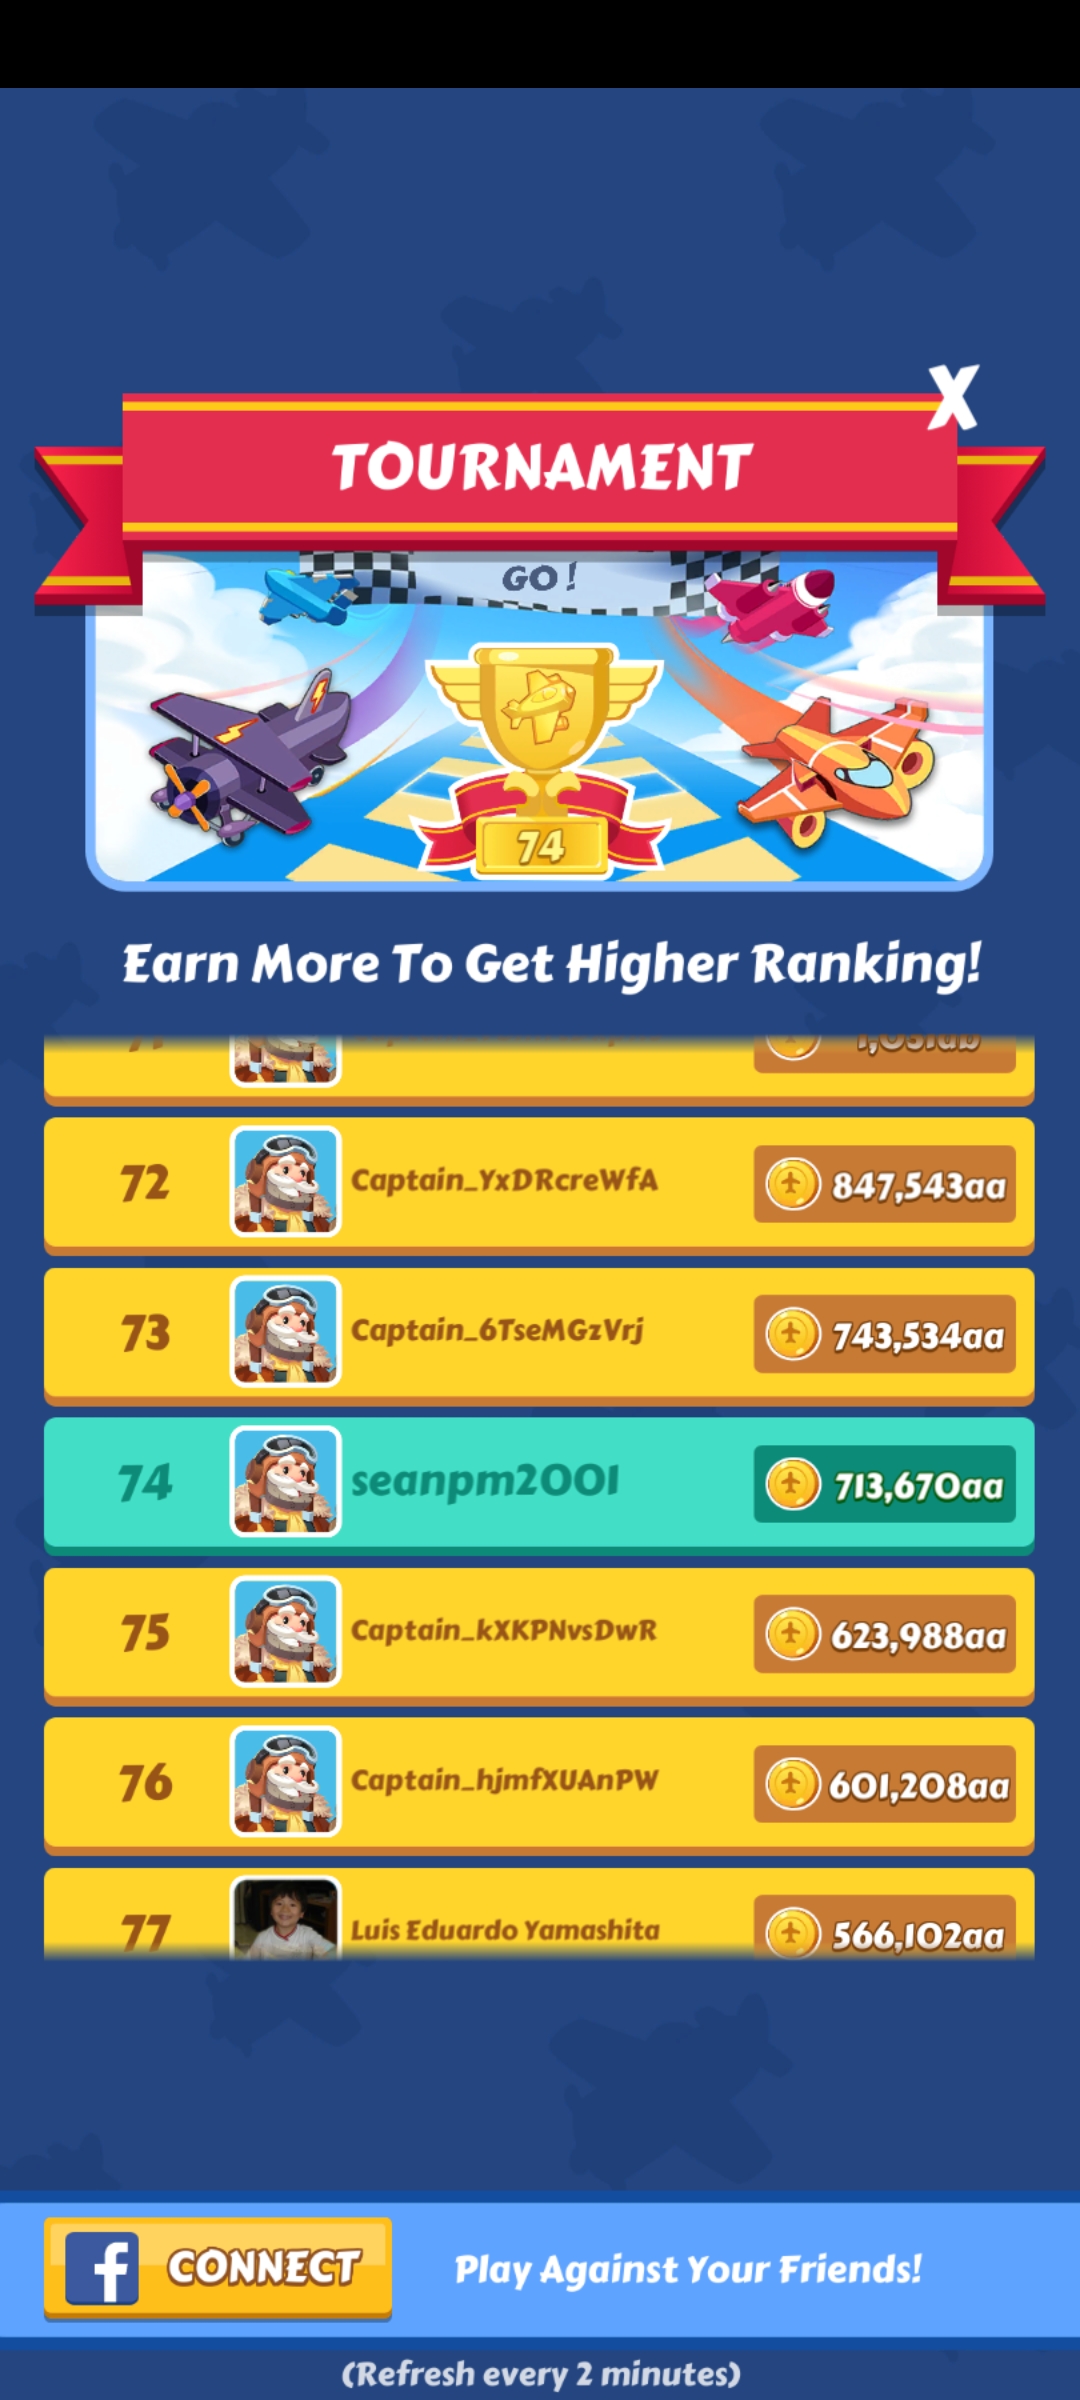 X
TOURNAMENT
GO!
74
Earn More To Get Higher Ranking!
72 Captain_YxDRcreWfA 847,543aa
73 Captain_6TseMGzVrj 743,534aa
74 seanpm2001 713,670aa
75 Captain_kXKPNvsDwR 623,988aa
76 Captain_hjmfXUAnPW 601,208aa
77 Luis Eduardo Yamashita 566,102aa
f CONNECT Play Against Your Friends!
(Refresh every 2 minutes)